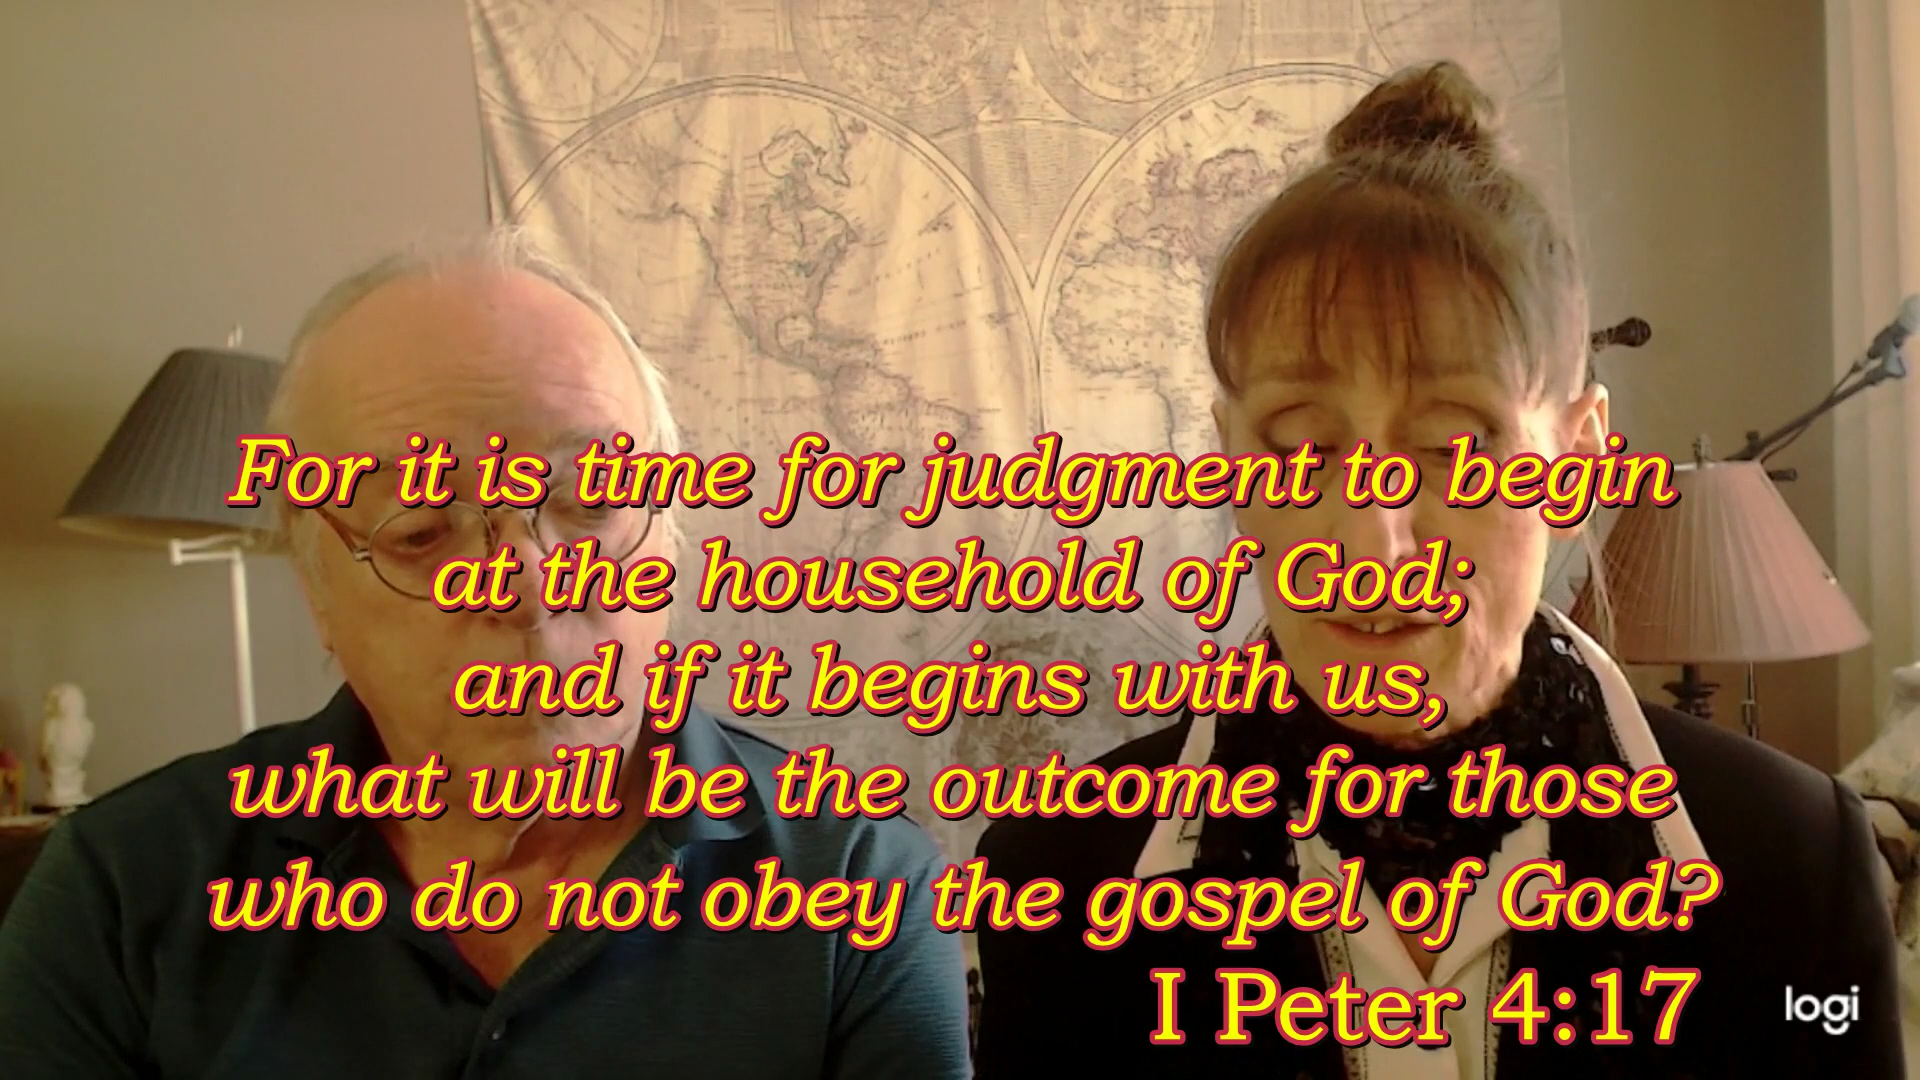 For it is time for judgment to begin
at the household of God;
and if it begins with us,
what will be the outcome for those
who do not obey the gospel of God?
I Peter 4:17
logi